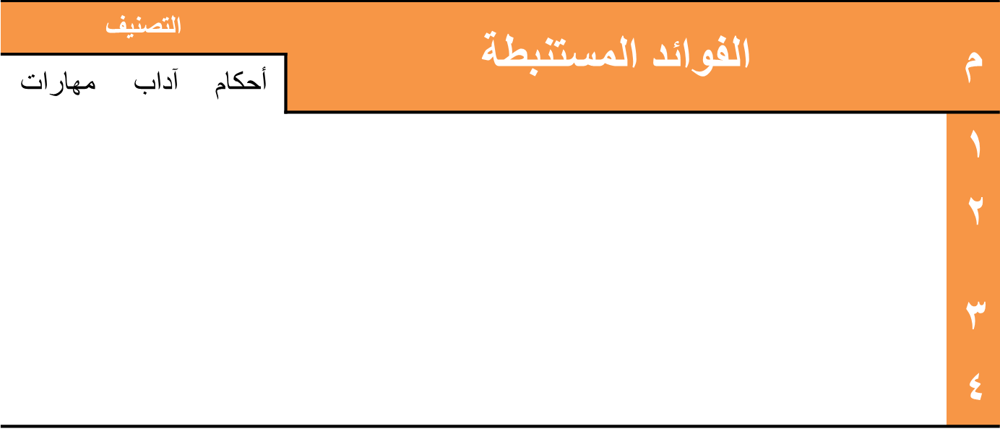 م الفوائد المستنبطة التصنيف
أحكام آداب مهارات
١
٢
٣
٤